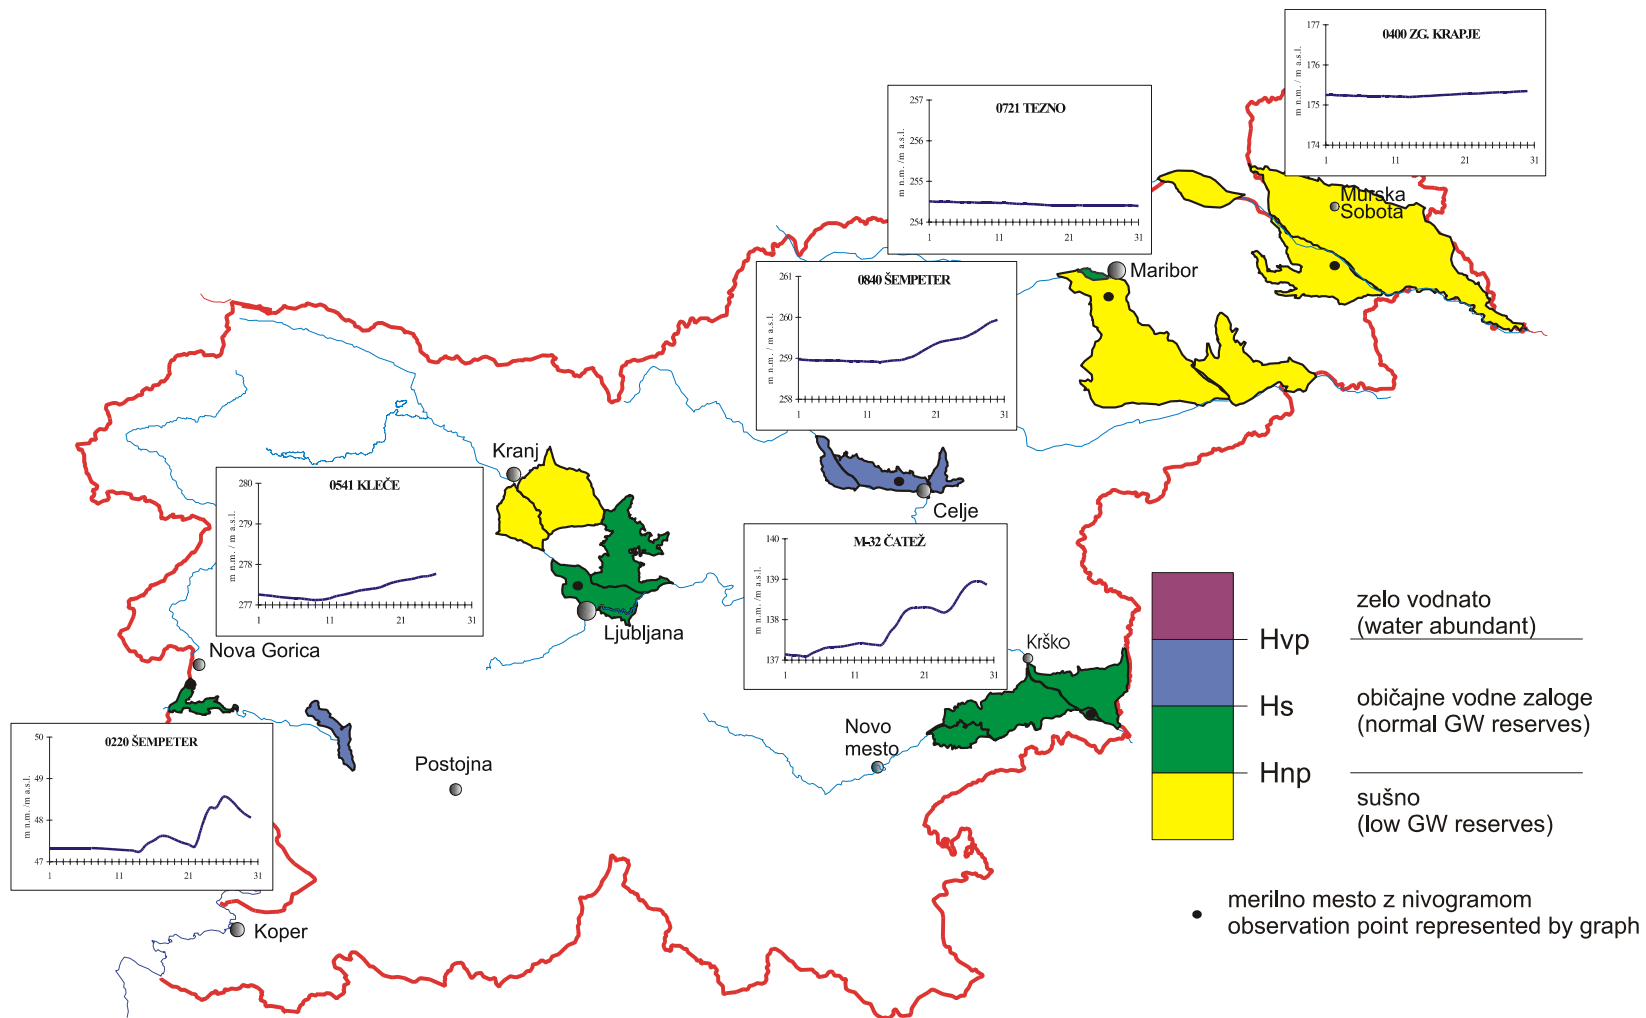 0400 ZG. KRAPJE
m n.m. / m a.s.l.
177
176
175
174
1
11
21
31
0721 TEZNO
m n.m. /m a.s.l.
257
256
255
254
1
11
21
31
Murska
Sobota
Maribor
0840 ŠEMPETER
m n.m. / m a.s.l.
261
260
259
258
1
11
21
31
Kranj
Celje
0541 KLEČE
m n.m. / m a.s.l.
280
279
278
277
1
11
21
31
M-32 ČATEŽ
m n.m. /m a.s.l.
140
139
138
137
1
11
21
31
Ljubljana
Nova Gorica
Krško
Novo
mesto
Postojna
0220 ŠEMPETER
m n.m. /m a.s.l.
50
49
48
47
1
11
21
31
Koper
zelo vodnato
(water abundant)
Hvp
Hs
običajne vodne zaloge
(normal GW reserves)
Hnp
sušno
(low GW reserves)
merilno mesto z nivogramom
observation point represented by graph